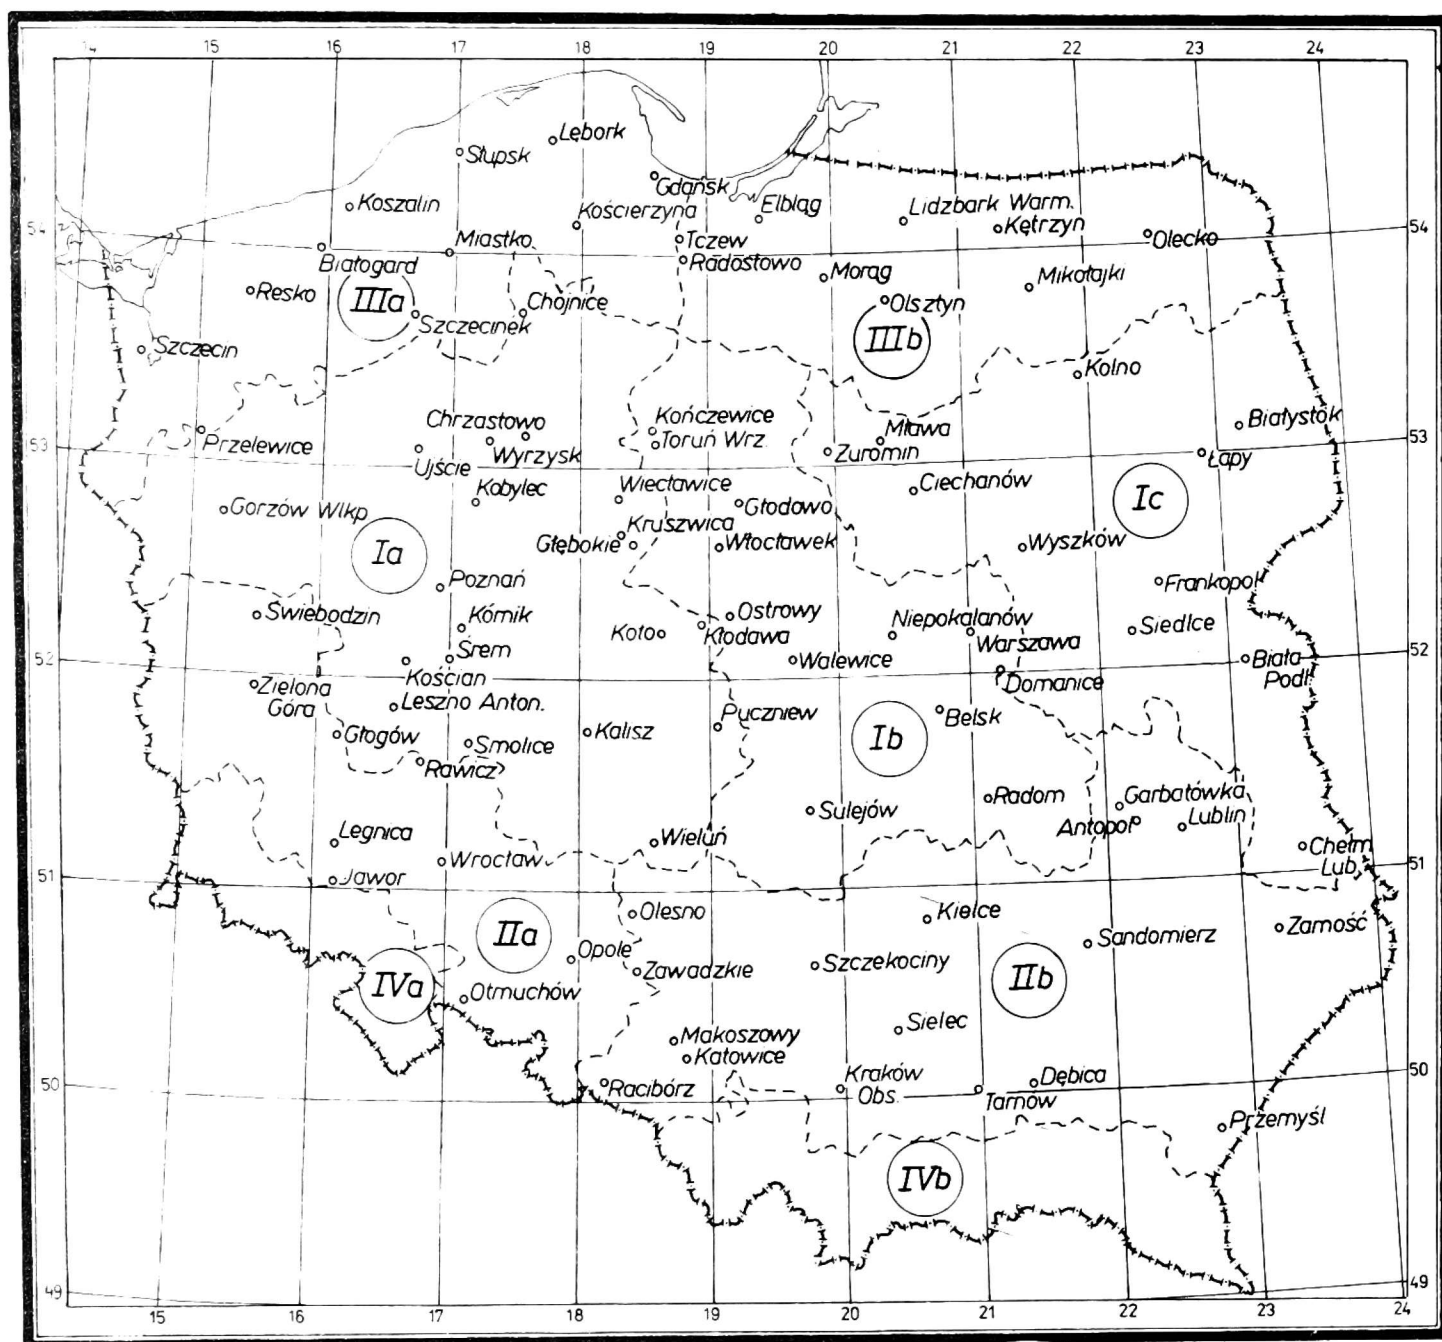 14 15 16 17 18 19 20 21 22 23 24
Lębork
Słupsk
Gdańsk
Koszalin
Kościerzyna
Elbląg
Lidzbark Warm.
Kętrzyn
54
54
Miastko
Tczew
Olecko
Białogard
Radostowo
Morąg
Mikołajki
Resko
IIIa
Chojnice
Olsztyn
Szczecinek
IIIb
Szczecin
Kolno
Chrzastowo
Kończewice
Mława
Białystok
53
Przelewice
Wyrzysk
Toruń Wrz.
Żuromin
53
Ujście
Łapy
Kobylec
Więcławice
Ciechanów
Ic
Gorzów Wlkp
Głodowo
Kruszwica
Głębokie
Włocławek
Wyszków
Ia
Poznań
Frankopol
Świebodzin
Kórnik
Ostrowy
Niepokalanów
Koło
Kłodawa
Warszawa
Siedlce
52
Śrem
Walewice
Biała
Podl.
52
Kościan
Domanice
Zielona
Góra
Leszno Anton.
Puczniew
Belsk
Głogów
Smolice
Kalisz
Ib
Rawicz
Radom
Garbatówka
Sulejów
Antopol
Lublin
Legnica
Wieluń
Chełm
Lub.
Wrocław
51
Jawor
51
Olesno
Kielce
Zamość
IIa
Sandomierz
Opole
Szczekociny
IVa
Zawadzkie
IIb
Otmuchów
Sielec
Makoszowy
Katowice
50
Racibórz
Kraków
Obs.
Dębica
50
Tarnów
Przemyśl
IVb
49
49
15 16 17 18 19 20 21 22 23 24